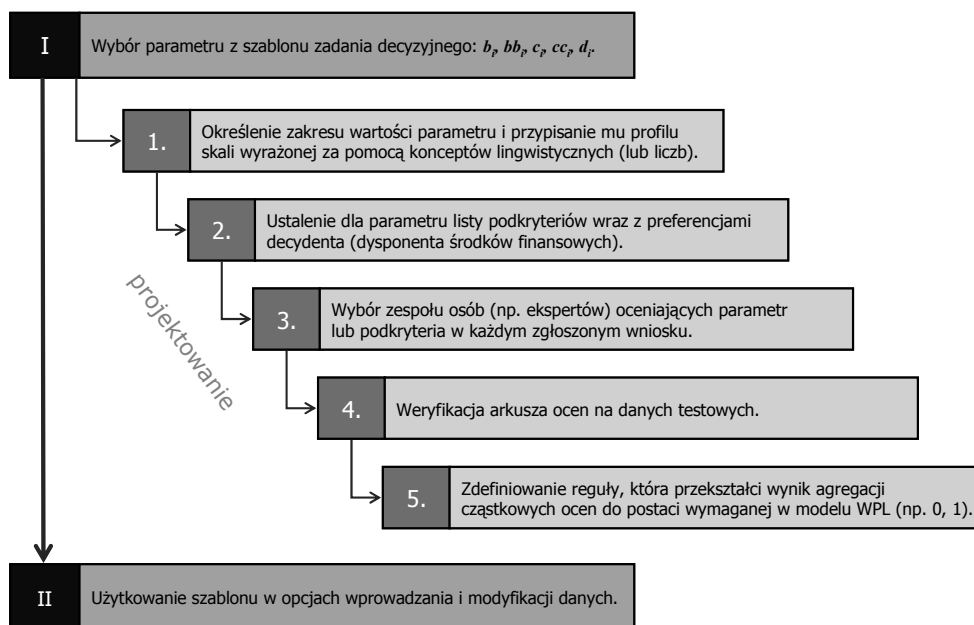 I
Wybór parametru z szablonu zadania decyzyjnego: b_i, bb_i, c_i, cc_i, d_i.
1.
Określenie zakresu wartości parametru i przypisanie mu profilu
skali wyrażonej za pomocą konceptów lingwistycznych (lub liczb).
2.
Ustalenie dla parametru listy podkryteriów wraz z preferencjami
decydenta (dysponenta środków finansowych).
projektowanie
3.
Wybór zespołu osób (np. ekspertów) oceniających parametr
lub podkryteria w każdym zgłoszonym wniosku.
4.
Weryfikacja arkusza ocen na danych testowych.
5.
Zdefiniowanie reguły, która przekształci wynik agregacji
cząstkowych ocen do postaci wymaganej w modelu WPL (np. 0, 1).
II
Użytkowanie szablonu w opcjach wprowadzania i modyfikacji danych.